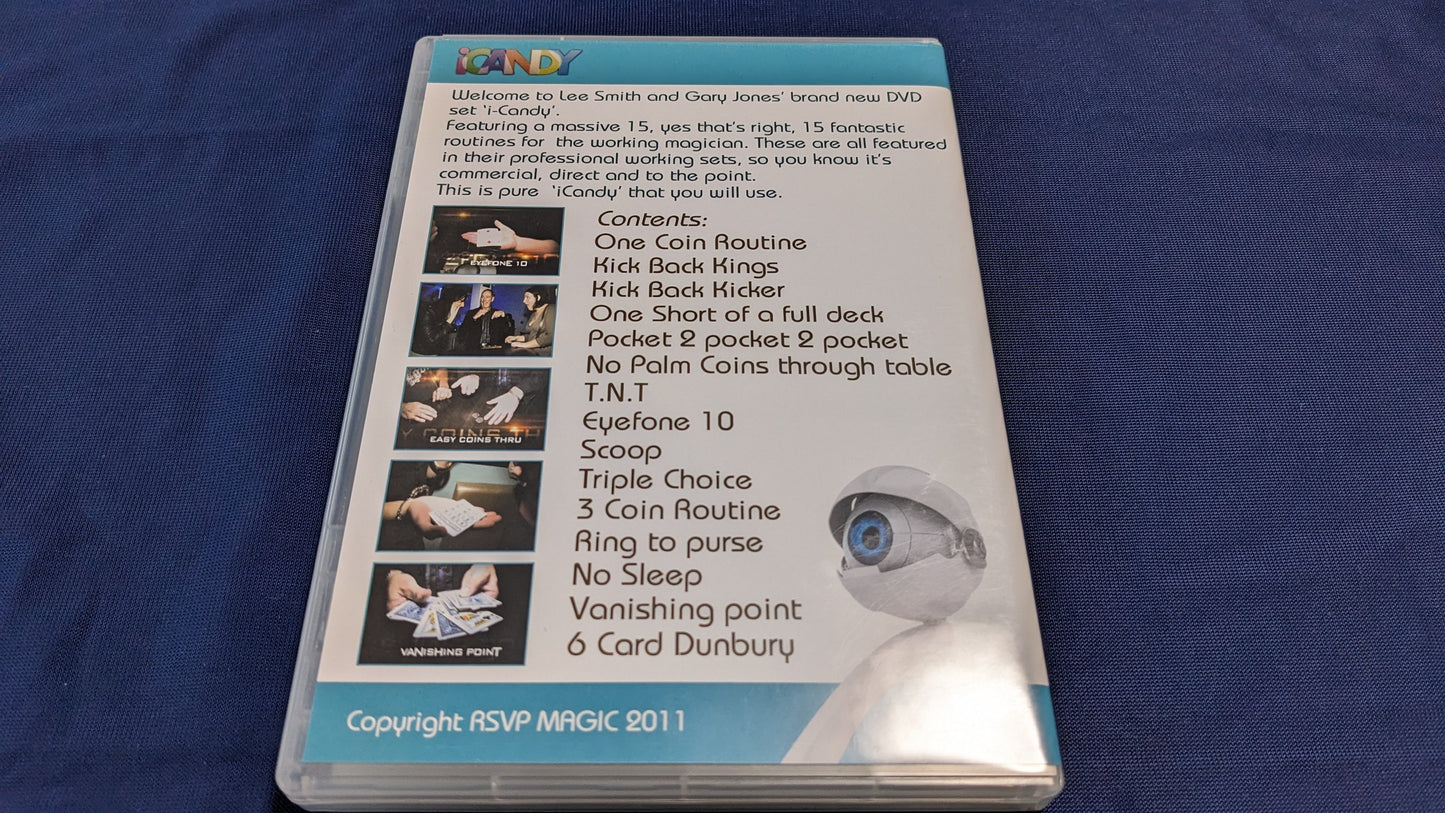 iCANDY
Welcome to Lee Smith and Gary Jones' brand new DVD
set 'i-Candy'.
Featuring a massive 15, yes that's right, 15 fantastic
routines for the working magician. These are all featured
in their professional working sets, so you know it's
commercial, direct and to the point.
This is pure 'iCandy' that you will use.
Contents:
One Coin Routine
Kick Back Kings
Kick Back Kicker
One Short of a full deck
Pocket 2 pocket 2 pocket
No Palm Coins through table
T.N.T
Eyefone 10
Scoop
Triple Choice
3 Coin Routine
Ring to purse
No Sleep
Vanishing point
6 Card Dunbury
EYEFONE 10
Y COINS TH
EASY COINS THRU
VANISHING POINT
Copyright RSVP MAGIC 2011